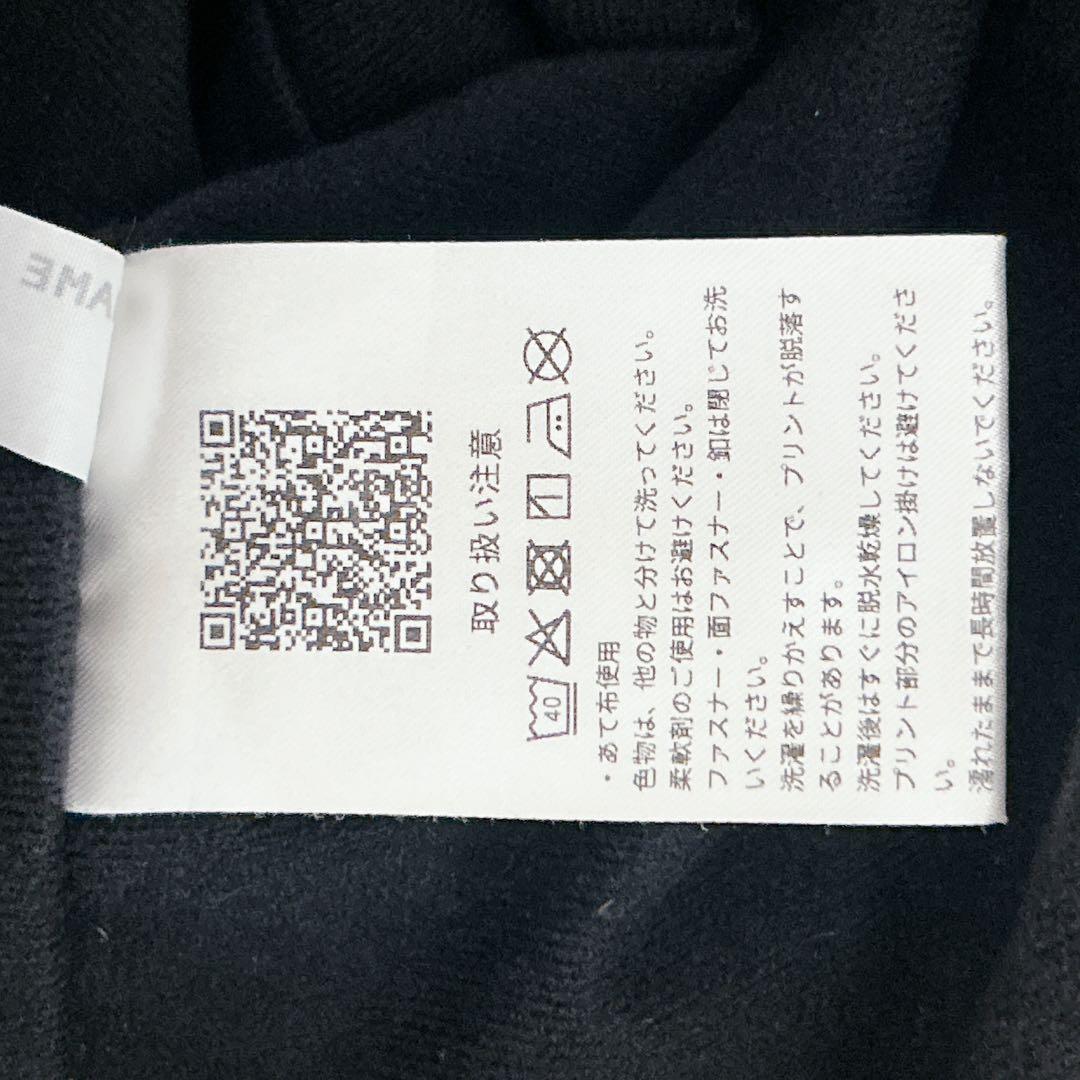 AME
取り扱い注意
40
・あて布使用
色物は、他の物と分けて洗ってください。
柔軟剤のご使用はお避けください。
ファスナー・面ファスナー・釦は閉じてお洗
いください。
洗濯を繰りかえすことで、プリントが脱落す
ることがあります。
洗濯後はすぐに脱水乾燥してください。
プリント部分のアイロン掛けは避けてくださ
い。
濡れたままで長時間放置しないでください。